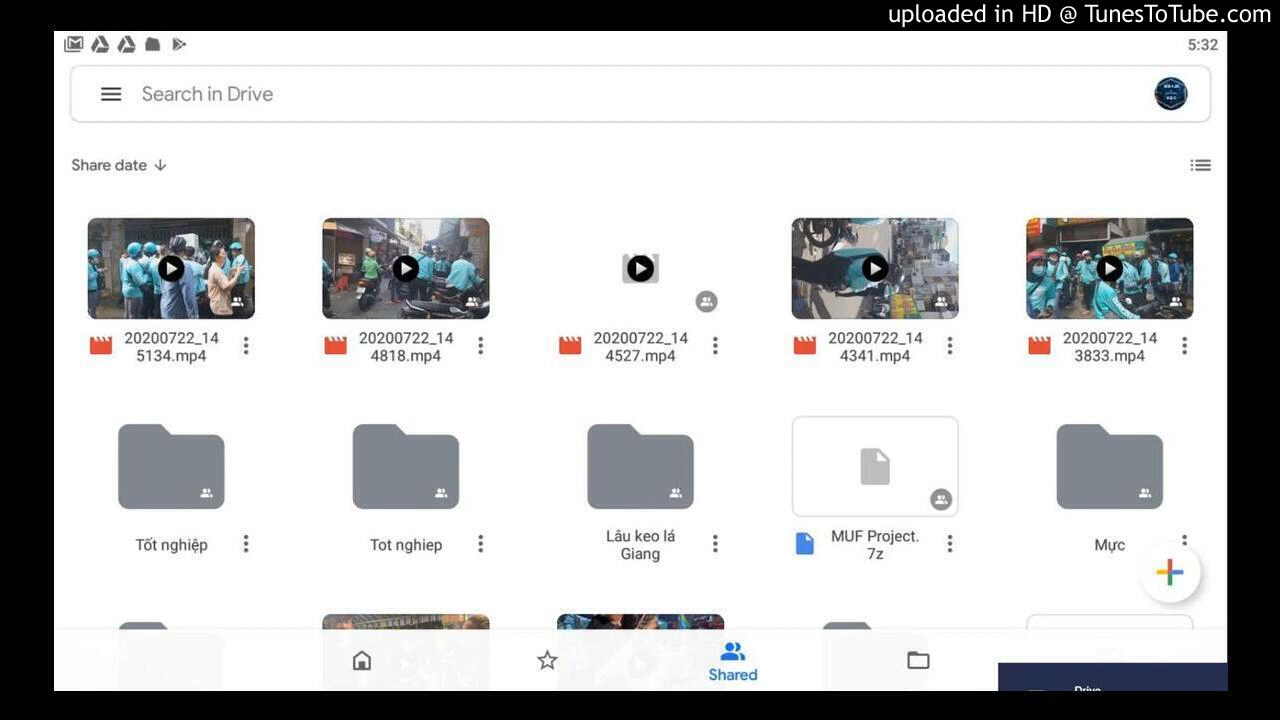 uploaded in HD @ TunesToTube.com
5:32
Search in Drive
Share date
20200722_14
5134.mp4
20200722_14
4818.mp4
20200722_14
4527.mp4
20200722_14
4341.mp4
20200722_14
3833.mp4
Tốt nghiệp
Tot nghiep
Lâu keo lá
Giang
MUF Project.
7z
Mực
Shared
Drive